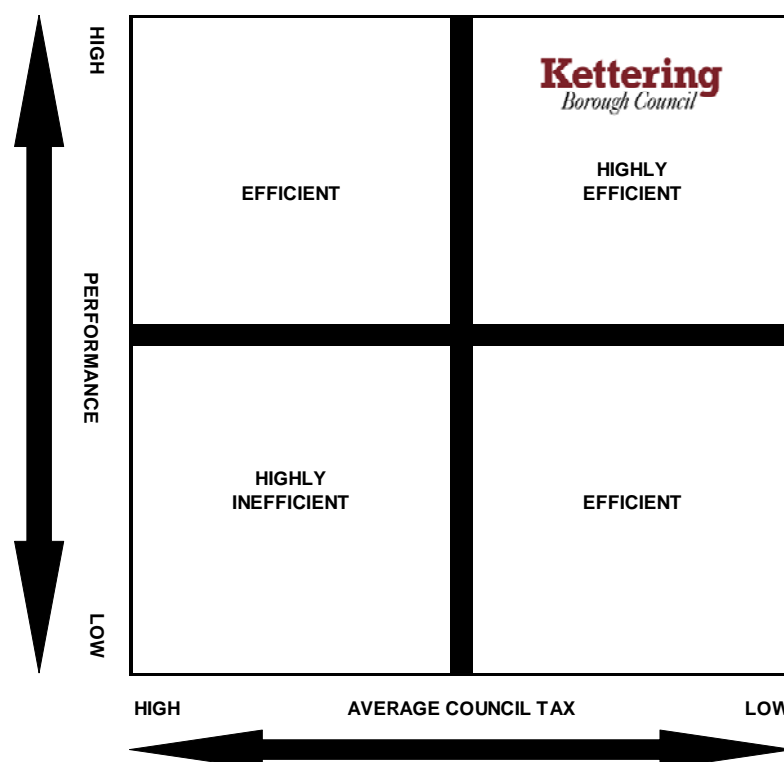 HIGH
Kettering
Borough Council
EFFICIENT
HIGHLY
EFFICIENT
PERFORMANCE
HIGHLY
INEFFICIENT
EFFICIENT
LOW
HIGH
AVERAGE COUNCIL TAX
LOW